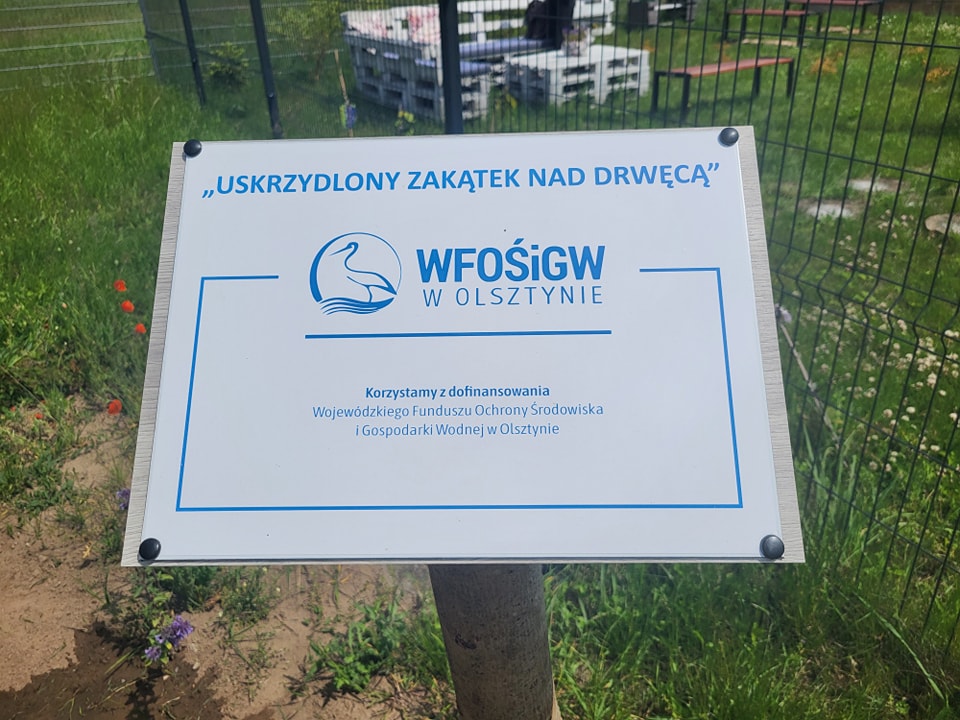 „USKRZYDLONY ZAKĄTEK NAD DRWĘCĄ”
WFOŚiGW
W OLSZTYNIE
Korzystamy z dofinansowania
Wojewódzkiego Funduszu Ochrony Środowiska
i Gospodarki Wodnej w Olsztynie